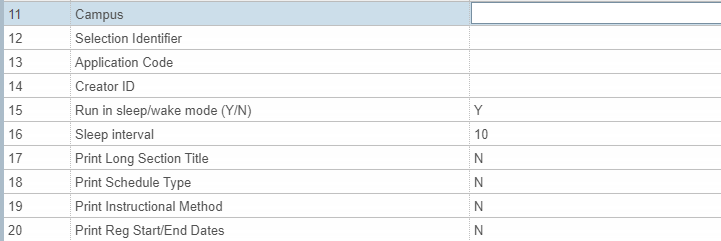 11 Campus
12 Selection Identifier
13 Application Code
14 Creator ID
15 Run in sleep/wake mode (Y/N) Y
16 Sleep interval 10
17 Print Long Section Title N
18 Print Schedule Type N
19 Print Instructional Method N
20 Print Reg Start/End Dates N